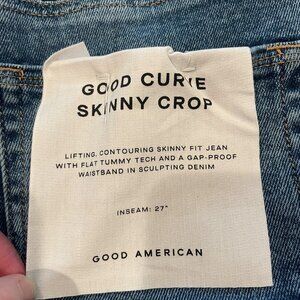 GOOD CURVE
SKINNY CROP
LIFTING, CONTOURING SKINNY FIT JEAN
WITH FLAT TUMMY TECH AND A GAP-PROOF
WAISTBAND IN SCULPTING DENIM
INSEAM: 27"
GOOD AMERICAN